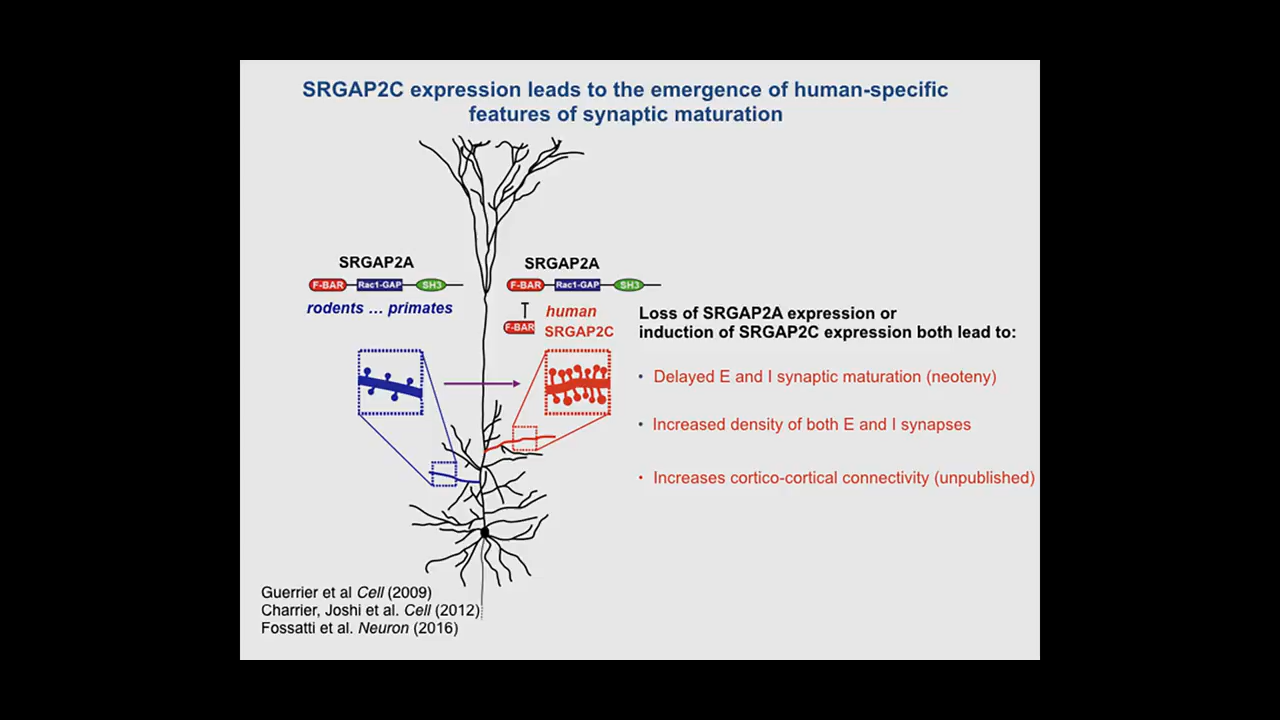 SRGAP2C expression leads to the emergence of human-specific
features of synaptic maturation
SRGAP2A
F-BAR Rac1-GAP SH3
rodents … primates
SRGAP2A
F-BAR Rac1-GAP SH3
human
F-BAR SRGAP2C
Loss of SRGAP2A expression or
induction of SRGAP2C expression both lead to:
• Delayed E and I synaptic maturation (neoteny)
• Increased density of both E and I synapses
• Increases cortico-cortical connectivity (unpublished)
Guerrier et al Cell (2009)
Charrier, Joshi et al. Cell (2012)
Fossatti et al. Neuron (2016)